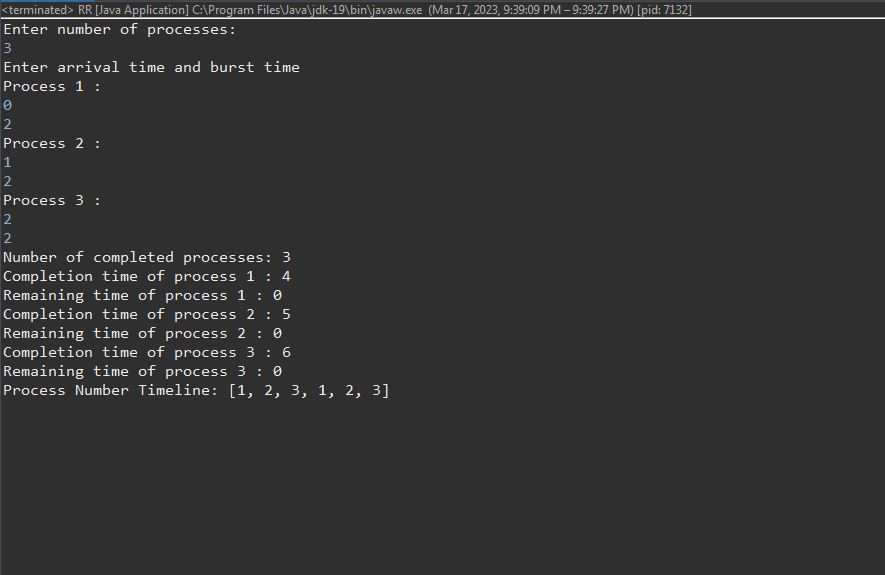 <terminated> RR [Java Application] C:\Program Files\Java\jdk-19\bin\javaw.exe (Mar 17, 2023, 9:39:09 PM – 9:39:27 PM) [pid: 7132]
Enter number of processes:
3
Enter arrival time and burst time
Process 1 :
0
2
Process 2 :
1
2
Process 3 :
2
2
Number of completed processes: 3
Completion time of process 1 : 4
Remaining time of process 1 : 0
Completion time of process 2 : 5
Remaining time of process 2 : 0
Completion time of process 3 : 6
Remaining time of process 3 : 0
Process Number Timeline: [1, 2, 3, 1, 2, 3]